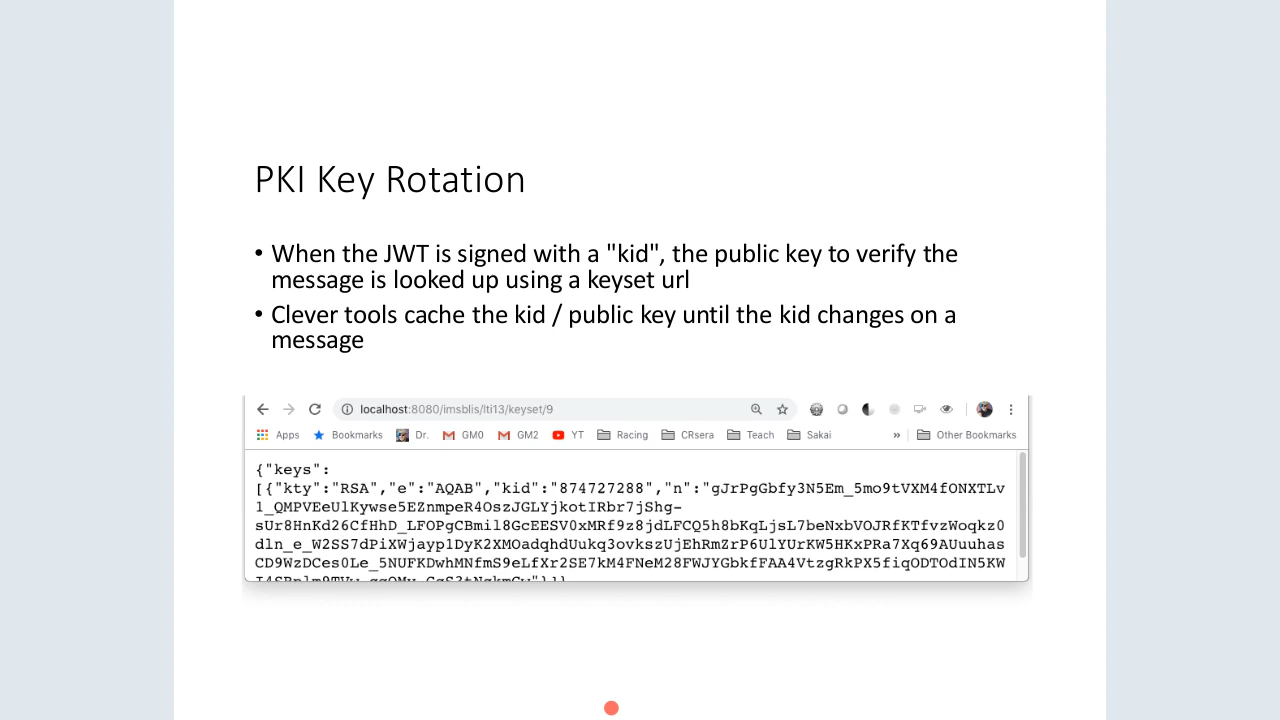 PKI Key Rotation
• When the JWT is signed with a "kid", the public key to verify the
message is looked up using a keyset url
• Clever tools cache the kid / public key until the kid changes on a
message
localhost:8080/imsblis/lti13/keyset/9
Apps Bookmarks Dr. GM0 GM2 YT Racing CRsera Teach Sakai » Other Bookmarks
{"keys":
[{"kty":"RSA","e":"AQAB","kid":"874727288","n":"gJrPgGbfy3N5Em_5mo9tVXM4fONXTLv
1_QMPVEeUlKywse5EZnmpeR4OszJGLYjkotIRbr7jShg-
sUr8HnKd26CfHhD_LFOPgCBmil8GcEESV0xMRf9z8jdLFCQ5h8bKqLjsL7beNxbVOJRfKTfvzWoqkz0
dln_e_W2SS7dPiXWjayp1DyK2XMOadqhdUukq3ovkszUjEhRmZrP6UlYUrKW5HKxPRa7Xq69AUuuhas
CD9WzDCes0Le_5NUFKDwhMNfmS9eLfXr2SE7kM4FNeM28FWJYGbkfFAA4VtzgRkPX5fiqODTOdIN5KW